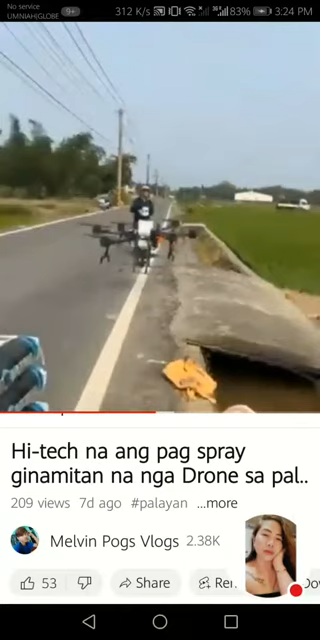 No service
UMNIAH|GLOBE
9+
312 K/s
83%
3:24 PM
Hi-tech na ang pag spray
ginamitan na nga Drone sa pal..
209 views 7d ago #palayan ...more
Melvin Pogs Vlogs 2.38K
53
Share